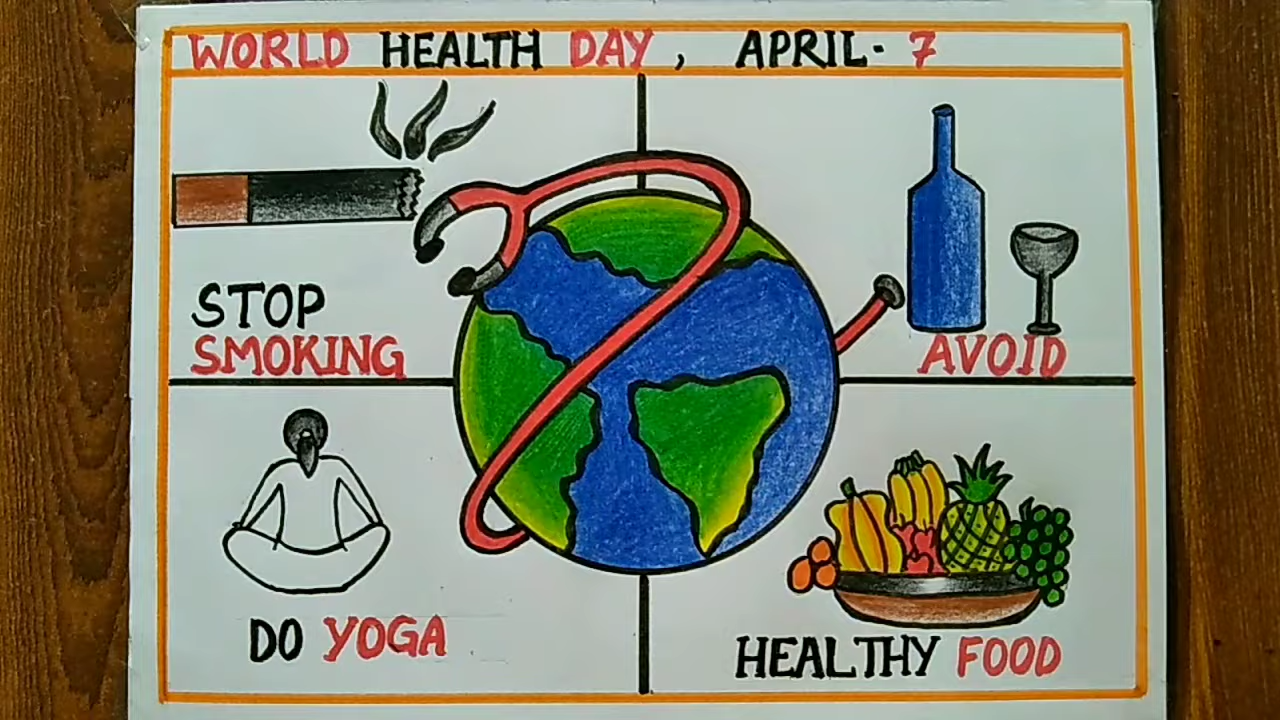 WORLD HEALTH DAY, APRIL-7
STOP
SMOKING
AVOID
DO YOGA
HEALTHY FOOD